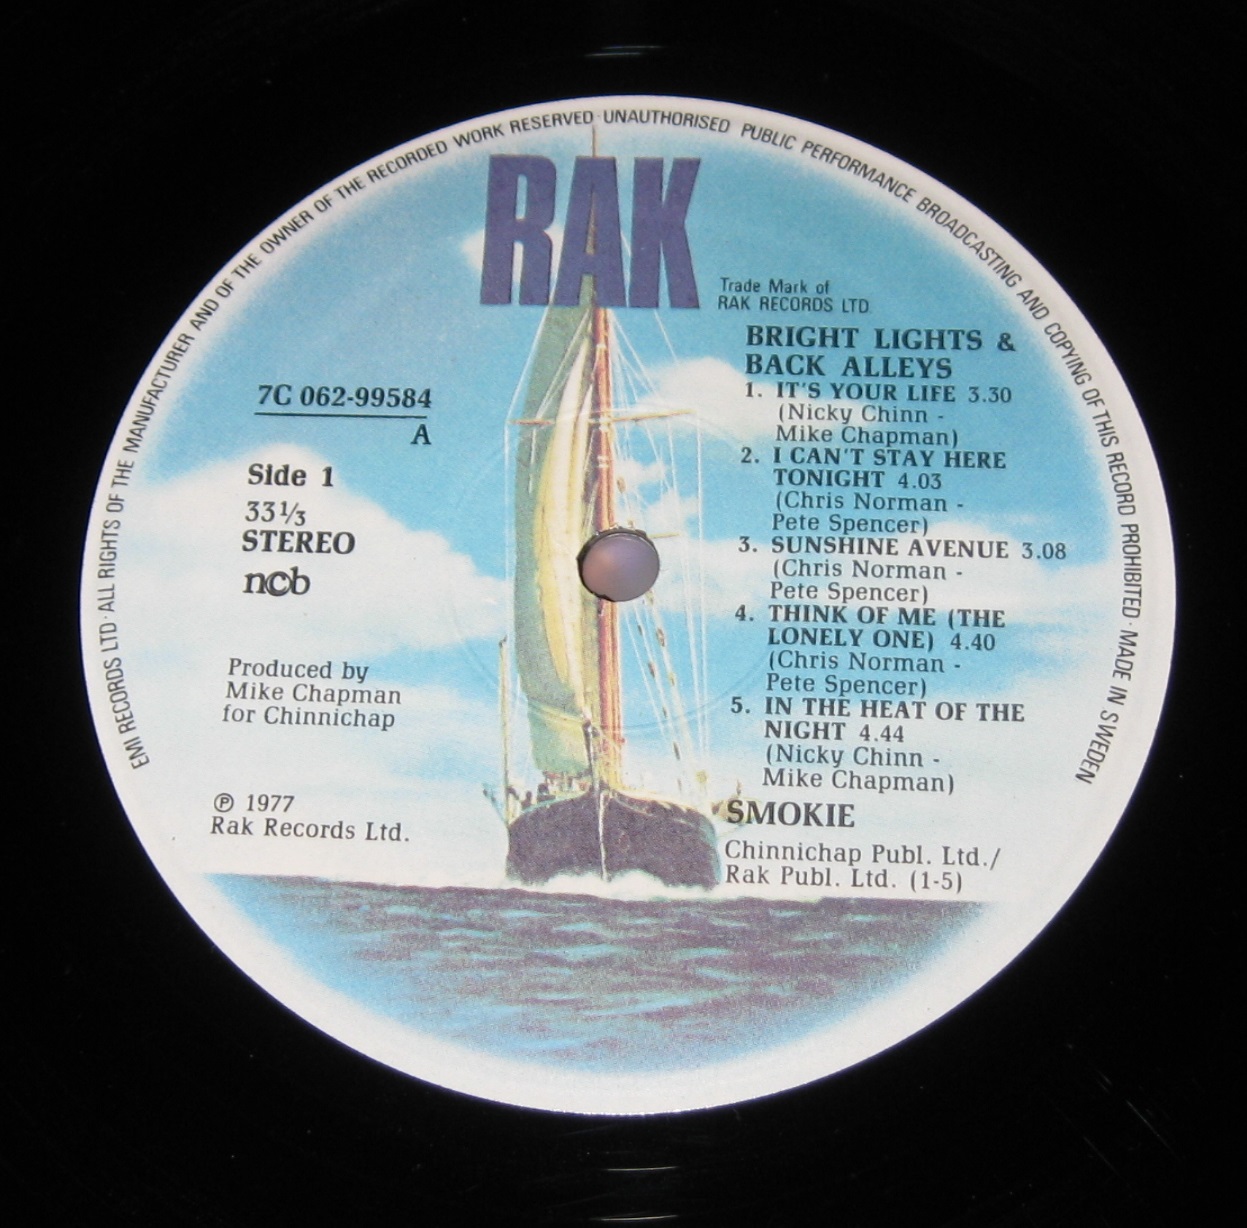 EMI RECORDS LTD · ALL RIGHTS OF THE MANUFACTURER AND OF THE OWNER OF THE RECORDED WORK RESERVED · UNAUTHORISED PUBLIC PERFORMANCE BROADCASTING AND COPYING OF THIS RECORD PROHIBITED · MADE IN SWEDEN
RAK
Trade Mark of
RAK RECORDS LTD
7C 062-99584
A
Side 1
33⅓
STEREO
ncb
Produced by
Mike Chapman
for Chinnichap
℗ 1977
Rak Records Ltd.
BRIGHT LIGHTS &
BACK ALLEYS
1. IT'S YOUR LIFE 3.30
(Nicky Chinn -
Mike Chapman)
2. I CAN'T STAY HERE
TONIGHT 4.03
(Chris Norman -
Pete Spencer)
3. SUNSHINE AVENUE 3.08
(Chris Norman -
Pete Spencer)
4. THINK OF ME (THE
LONELY ONE) 4.40
(Chris Norman -
Pete Spencer)
5. IN THE HEAT OF THE
NIGHT 4.44
(Nicky Chinn -
Mike Chapman)
SMOKIE
Chinnichap Publ. Ltd./
Rak Publ. Ltd. (1-5)